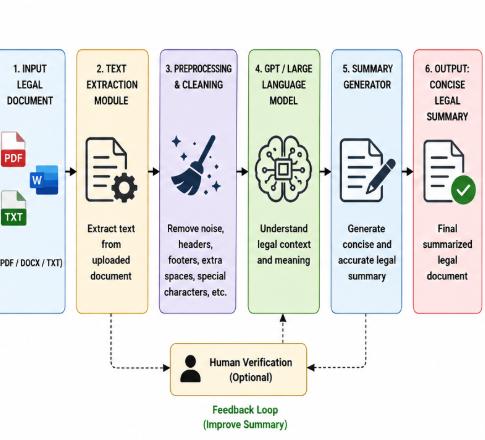 1. INPUT
LEGAL
DOCUMENT
PDF
W
TXT
PDF / DOCX / TXT)
2. TEXT
EXTRACTION
MODULE
Extract text
from
uploaded
document
3. PREPROCESSING
& CLEANING
Remove noise,
headers,
footers, extra
spaces, special
characters, etc.
4. GPT / LARGE
LANGUAGE
MODEL
Understand
legal context
and meaning
5. SUMMARY
GENERATOR
Generate
concise and
accurate legal
summary
6. OUTPUT:
CONCISE
LEGAL
SUMMARY
Final
summarized
legal
document
Human Verification
(Optional)
Feedback Loop
(Improve Summary)